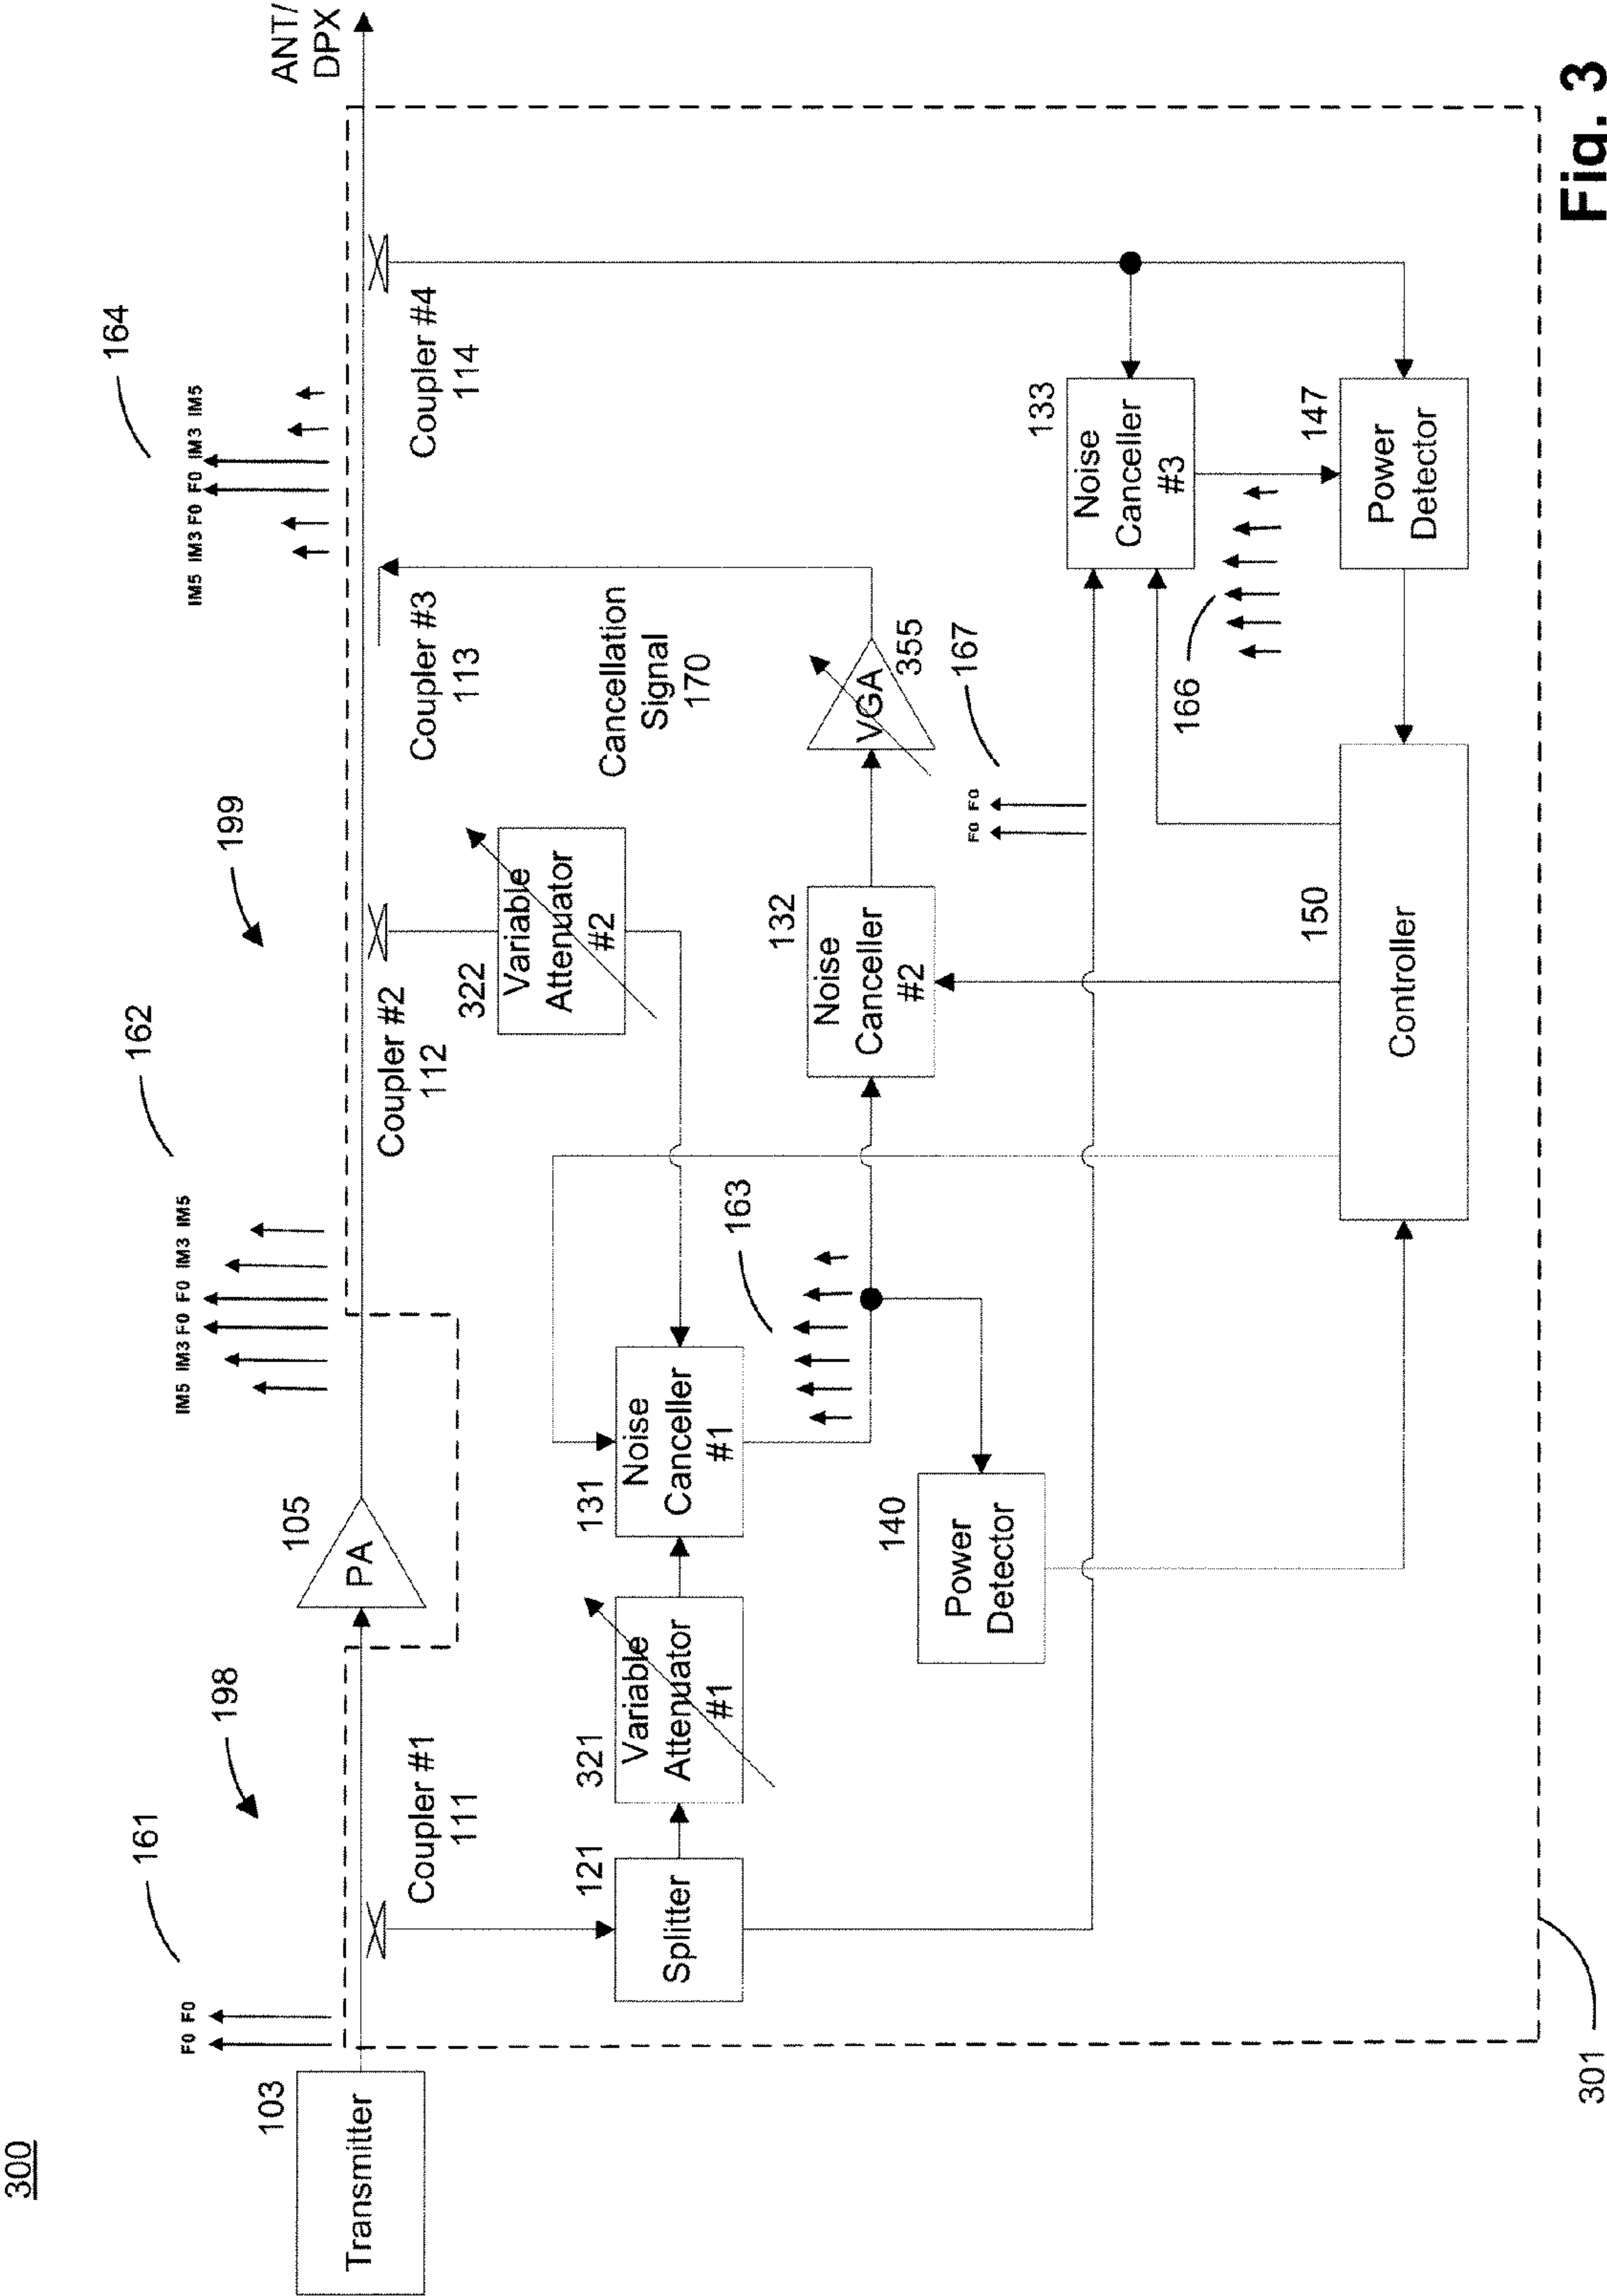 300
Transmitter
103
F0 F0
161
198
Coupler #1
111
Splitter
121
Variable
Attenuator
#1
321
PA
105
IM5 IM3 F0 F0 IM3 IM5
162
199
Noise
Canceller
#1
131
163
Power
Detector
140
Coupler #2
112
Variable
Attenuator
#2
322
Noise
Canceller
#2
132
VGA
355
Cancellation
Signal
170
Coupler #3
113
IM5 IM3 F0 F0 IM3 IM5
164
Coupler #4
114
ANT/
DPX
F0 F0
167
166
Noise
Canceller
#3
133
Power
Detector
147
Controller
150
301
Fig. 3